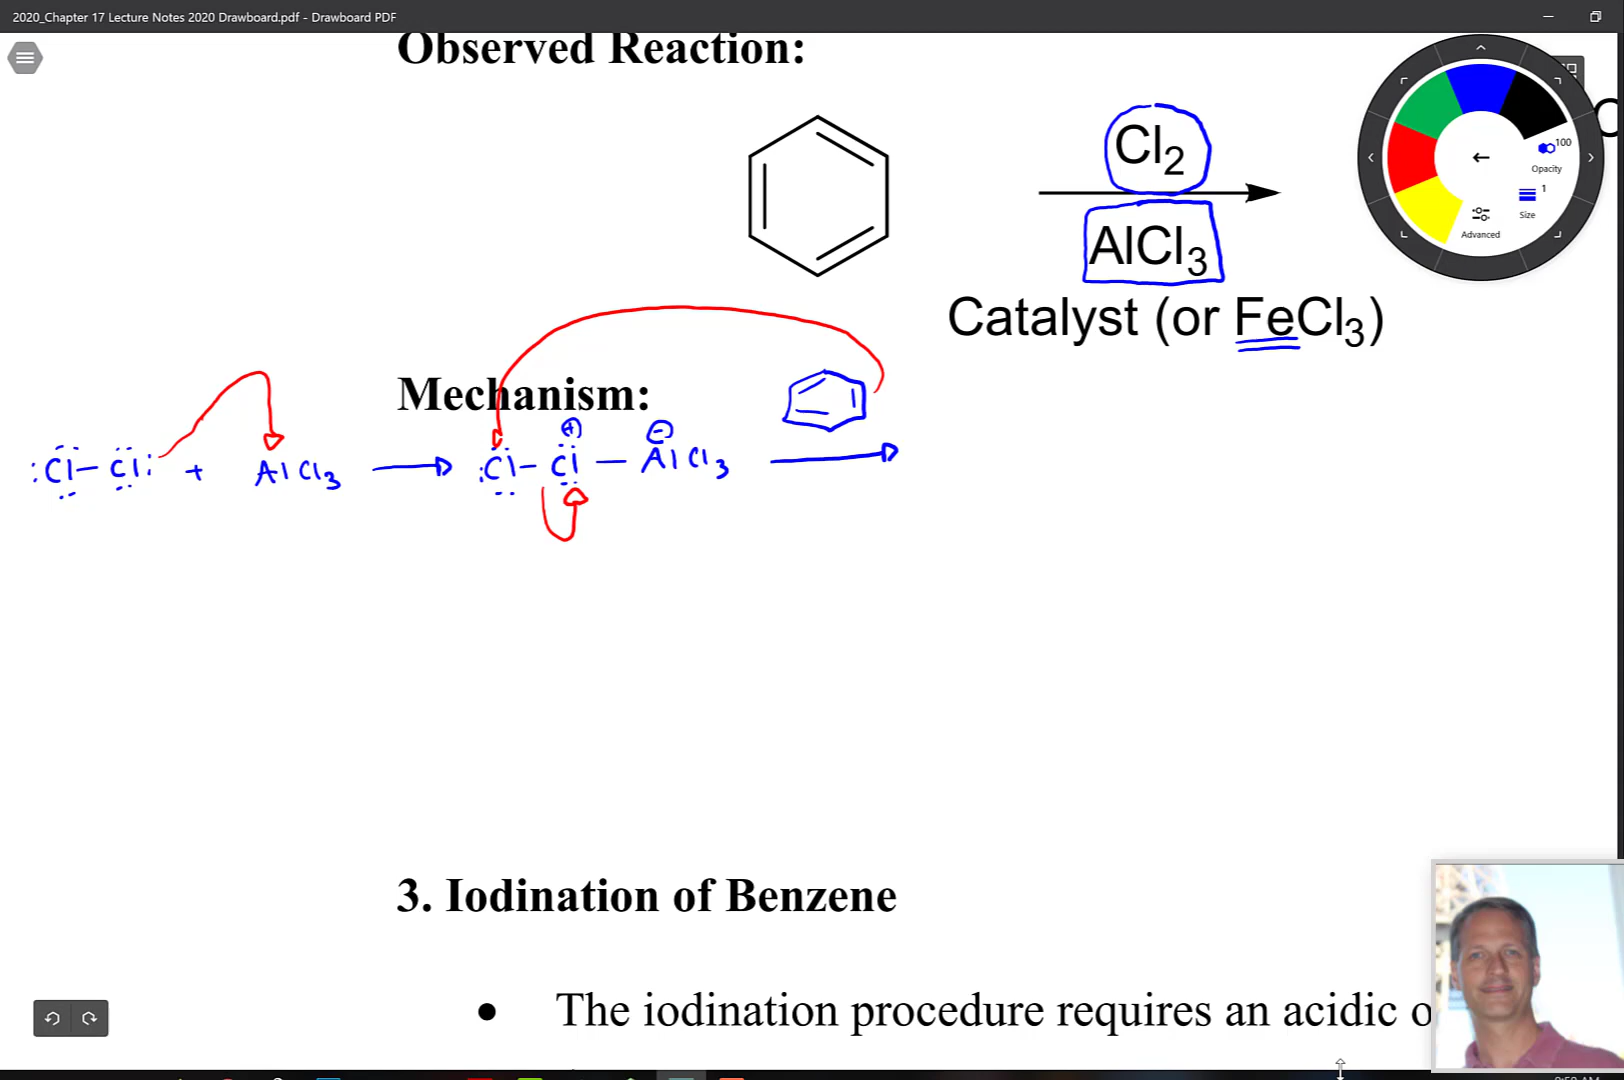 2020_Chapter 17 Lecture Notes 2020 Drawboard.pdf - Drawboard PDF
Observed Reaction:
Cl2
AlCl3
Catalyst (or FeCl3)
100
Opacity
1
Size
Advanced
Mechanism:
:Cl–Cl: + AlCl3 → :Cl–Cl–AlCl3 →
⊕ ⊖
3. Iodination of Benzene
• The iodination procedure requires an acidic o